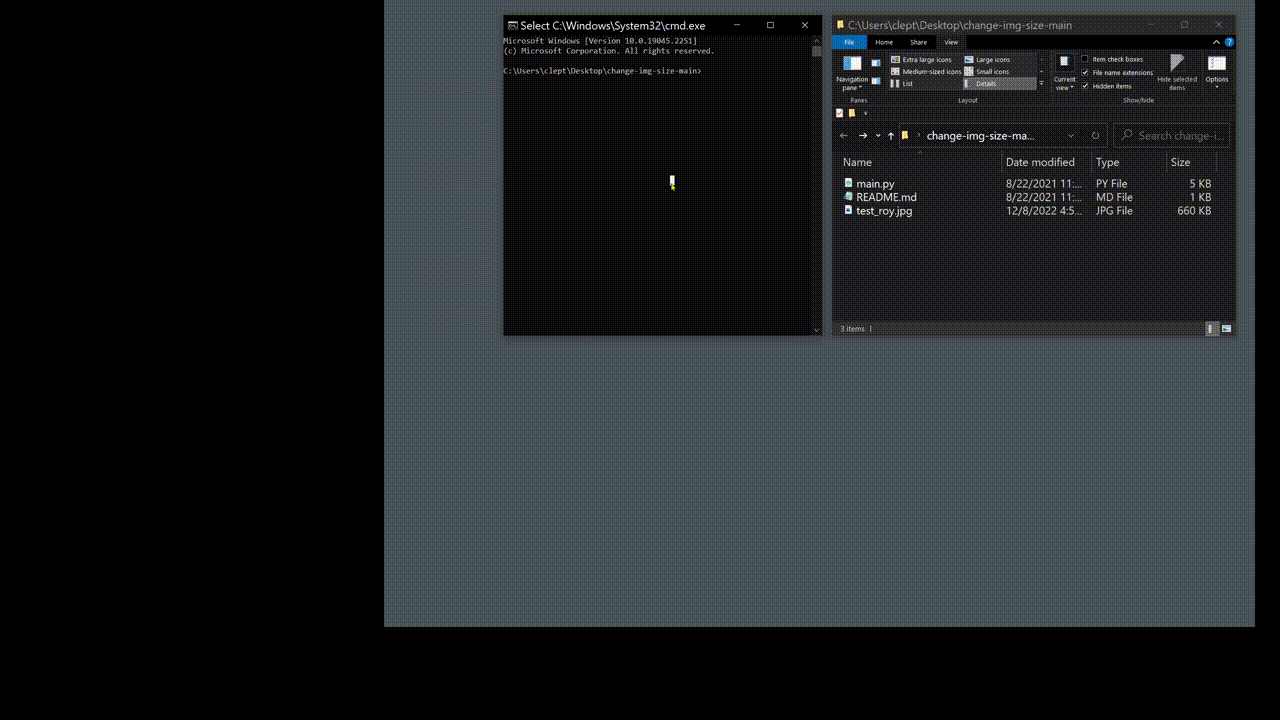 Select C:\Windows\System32\cmd.exe
Microsoft Windows [Version 10.0.19045.2251]
(c) Microsoft Corporation. All rights reserved.
C:\Users\clept\Desktop\change-img-size-main>
C:\Users\clept\Desktop\change-img-size-main
File Home Share View
Navigation pane
Extra large icons
Large icons
Medium-sized icons
Small icons
List
Details
Current view
Item check boxes
File name extensions
Hidden items
Hide selected items
Options
Panes
Layout
Show/hide
change-img-size-ma...
Search change-i...
Name Date modified Type Size
main.py 8/22/2021 11:... PY File 5 KB
README.md 8/22/2021 11:... MD File 1 KB
test_roy.jpg 12/8/2022 4:5... JPG File 660 KB
3 items